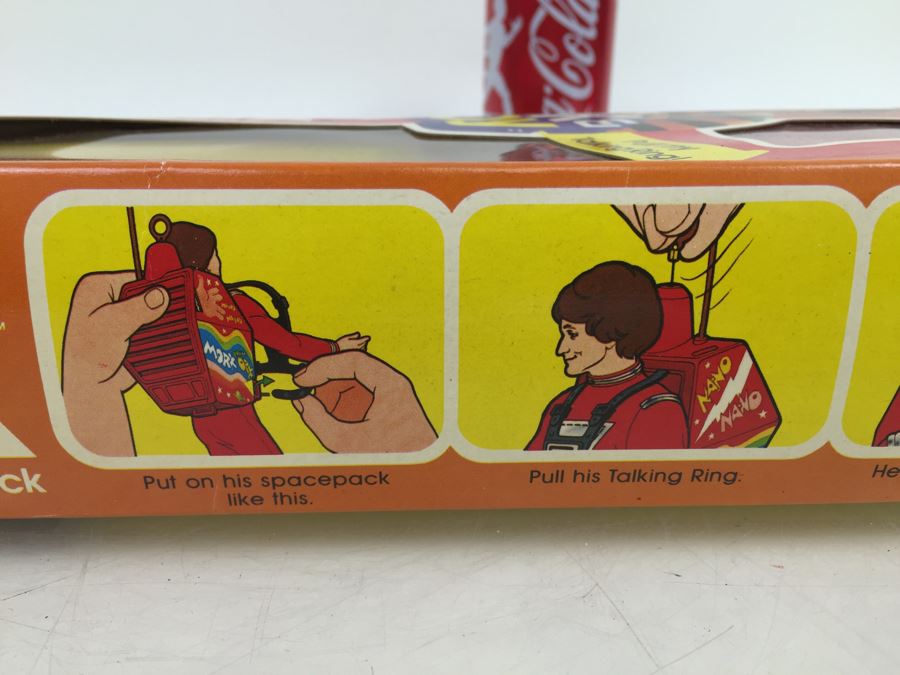 Coca-Cola
MORK
NANO
NANO
ck
Put on his spacepack
like this.
Pull his Talking Ring.
He